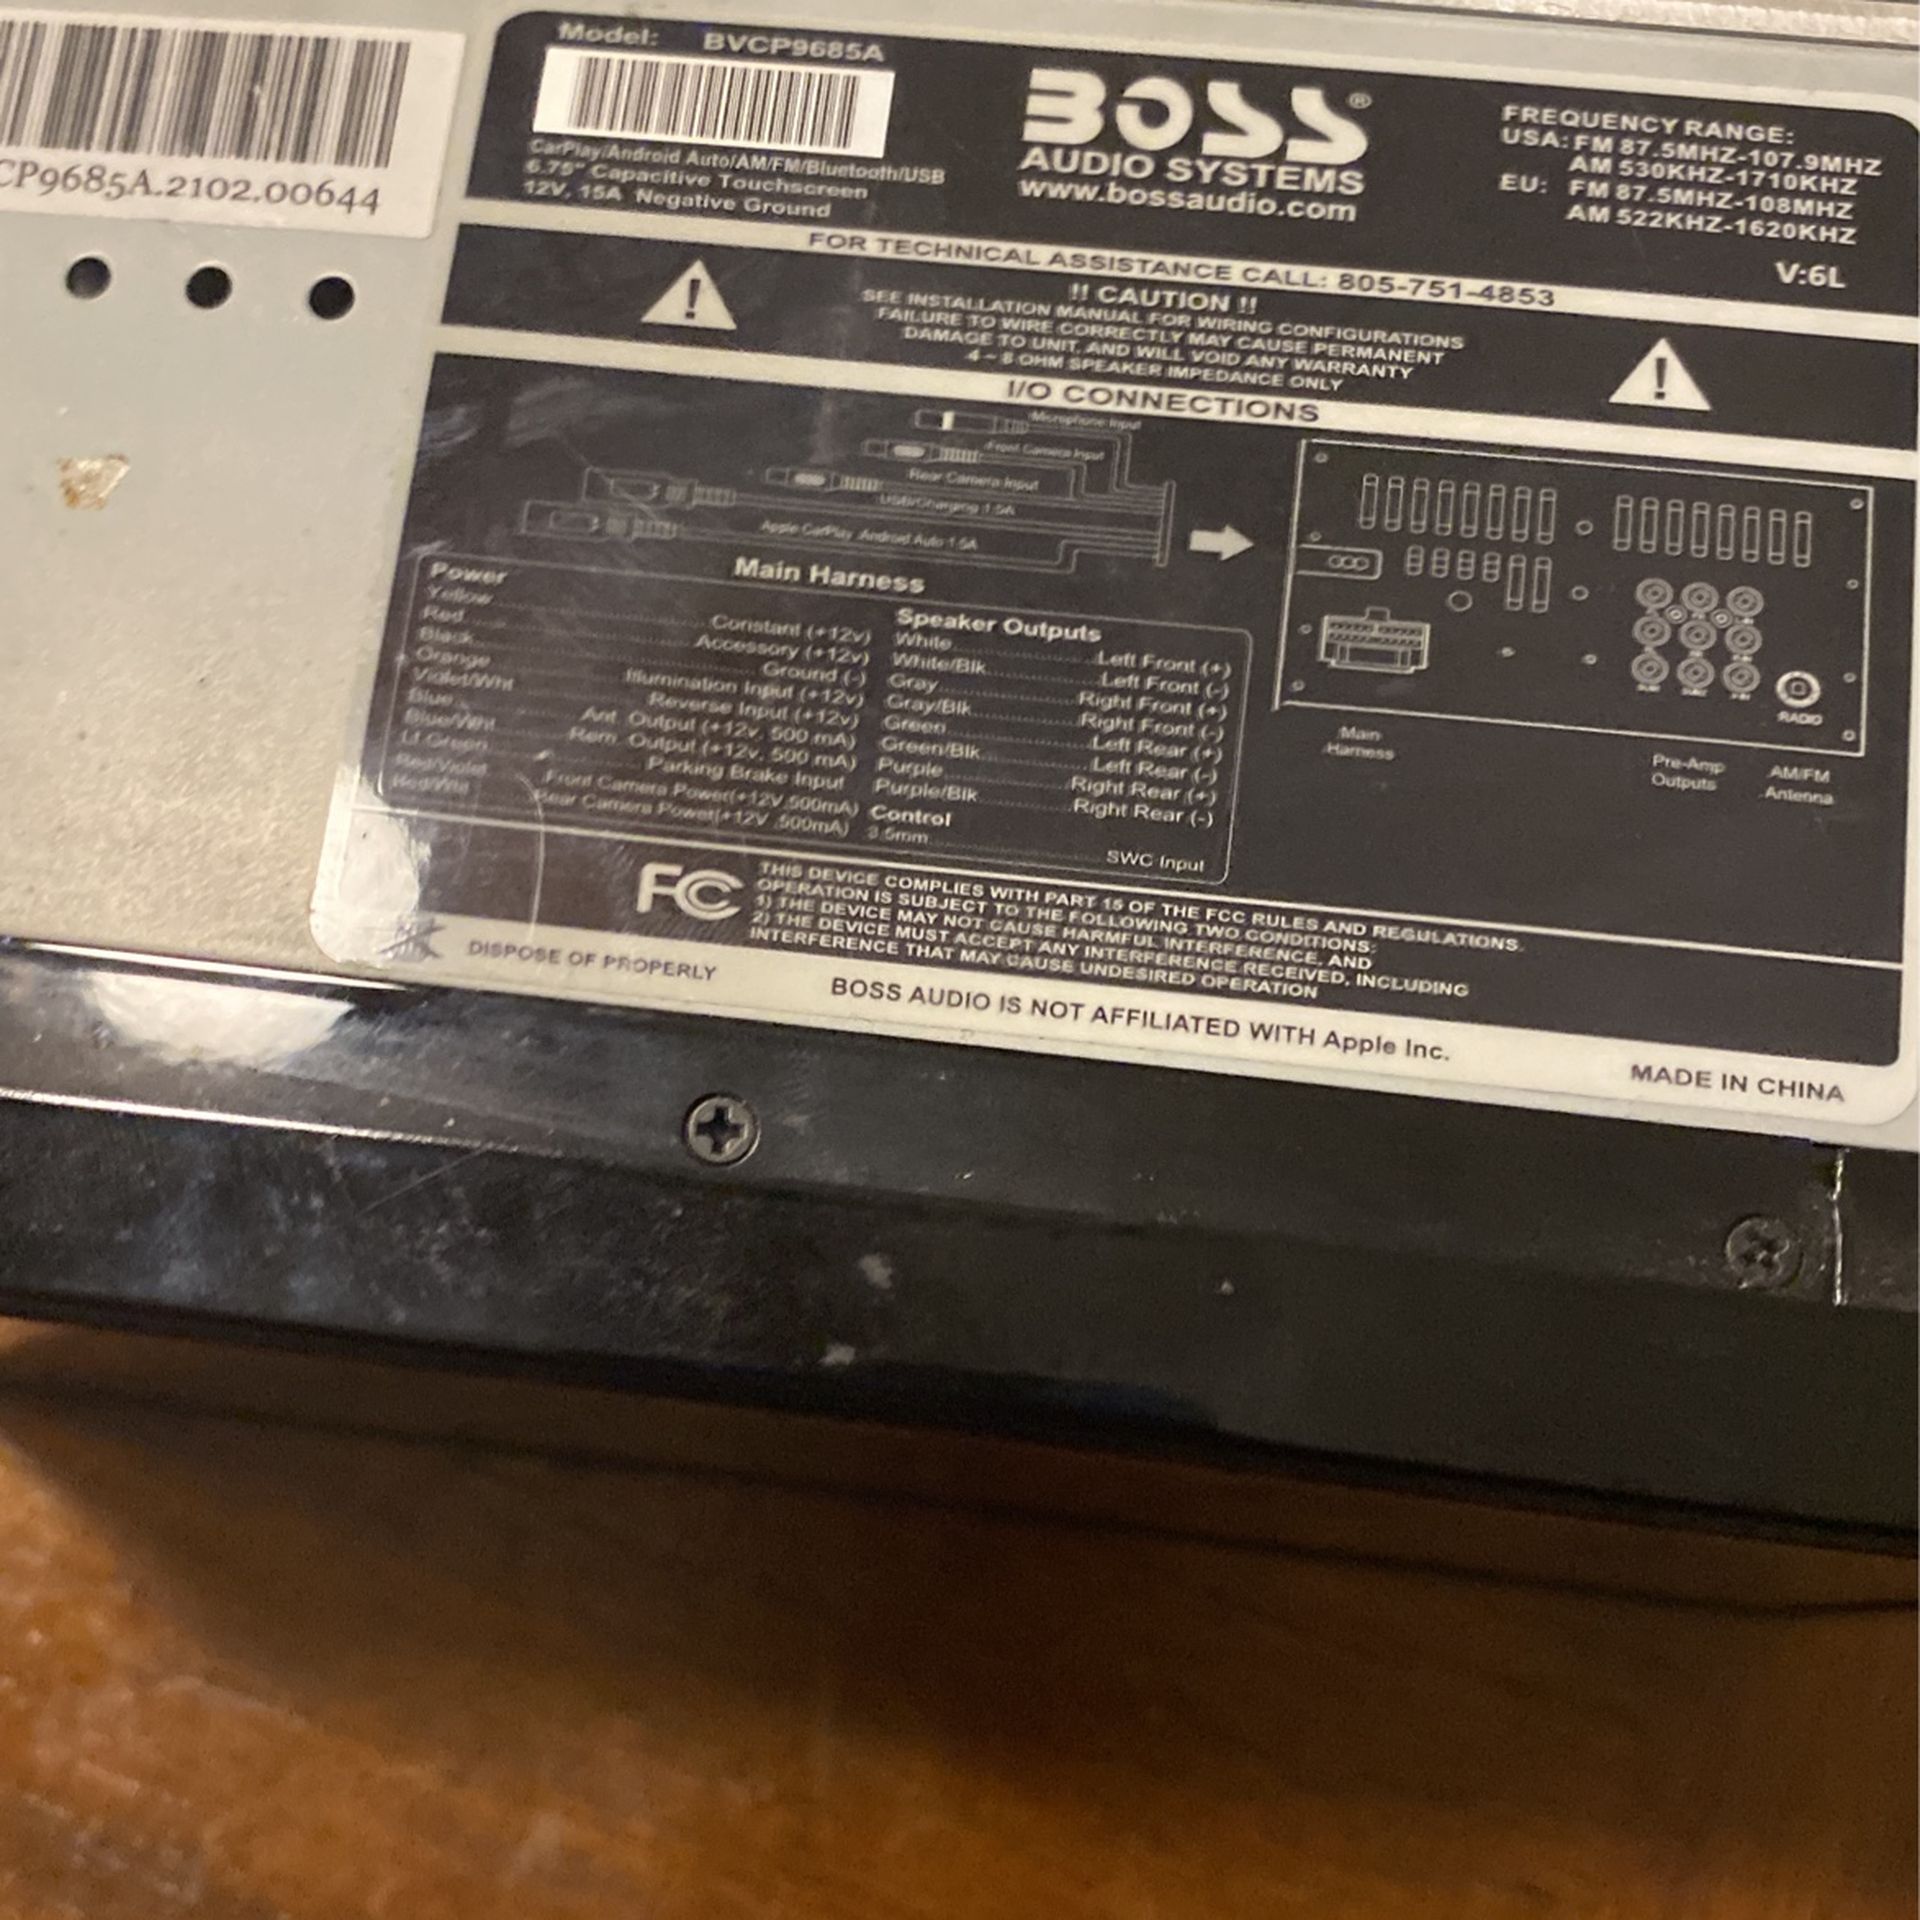 CP9685A.2102.00644
Model: BVCP9685A
CarPlay/Android Auto/AM/FM/Bluetooth/USB
6.75" Capacitive Touchscreen
12V, 15A Negative Ground
BOSS®
AUDIO SYSTEMS
www.bossaudio.com
FREQUENCY RANGE:
USA: FM 87.5MHZ-107.9MHZ
AM 530KHZ-1710KHZ
EU: FM 87.5MHZ-108MHZ
AM 522KHZ-1620KHZ
V:6L
FOR TECHNICAL ASSISTANCE CALL: 805-751-4853
!! CAUTION !!
SEE INSTALLATION MANUAL FOR WIRING CONFIGURATIONS
FAILURE TO WIRE CORRECTLY MAY CAUSE PERMANENT
DAMAGE TO UNIT, AND WILL VOID ANY WARRANTY
4 ~ 8 OHM SPEAKER IMPEDANCE ONLY
I/O CONNECTIONS
Microphone Input
Front Camera Input
Rear Camera Input
USB/Charging 1.5A
Apple CarPlay Android Auto 1.5A
Main Harness
Power
Yellow Constant (+12v)
Red Accessory (+12v)
Black Ground (-)
Orange Illumination Input (+12v)
Violet/Wht Reverse Input (+12v)
Blue Ant. Output (+12v, 500 mA)
Blue/Wht Rem. Output (+12v, 500 mA)
Lt Green Parking Brake Input
Red/Violet Front Camera Power(+12V,500mA)
Red/Wht Rear Camera Power(+12V,500mA)
Speaker Outputs
White Left Front (+)
White/Blk Left Front (-)
Gray Right Front (+)
Gray/Blk Right Front (-)
Green Left Rear (+)
Green/Blk Left Rear (-)
Purple Right Rear (+)
Purple/Blk Right Rear (-)
Control
3.5mm SWC Input
RADIO
Main
Harness
Pre-Amp
Outputs
AM/FM
Antenna
FC
THIS DEVICE COMPLIES WITH PART 15 OF THE FCC RULES AND REGULATIONS.
OPERATION IS SUBJECT TO THE FOLLOWING TWO CONDITIONS:
1) THE DEVICE MAY NOT CAUSE HARMFUL INTERFERENCE, AND
2) THE DEVICE MUST ACCEPT ANY INTERFERENCE RECEIVED, INCLUDING
INTERFERENCE THAT MAY CAUSE UNDESIRED OPERATION
DISPOSE OF PROPERLY
BOSS AUDIO IS NOT AFFILIATED WITH Apple Inc.
MADE IN CHINA